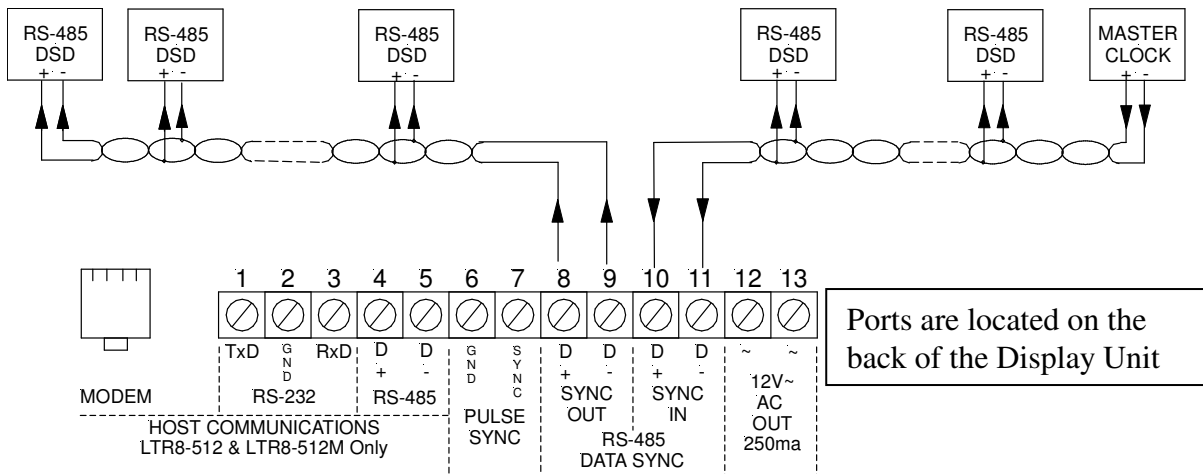 RS-485 RS-485 RS-485 RS-485 RS-485 MASTER
DSD DSD DSD DSD DSD CLOCK
+ - + - + - + - + - + -
1 2 3 4 5 6 7 8 9 10 11 12 13
TxD GND RxD D+ D- GND SYNC D+ D- D+ D- ~ ~
MODEM
RS-232
RS-485
HOST COMMUNICATIONS
LTR8-512 & LTR8-512M Only
PULSE
SYNC
SYNC
OUT
SYNC
IN
RS-485
DATA SYNC
12V~
AC
OUT
250ma
Ports are located on the
back of the Display Unit